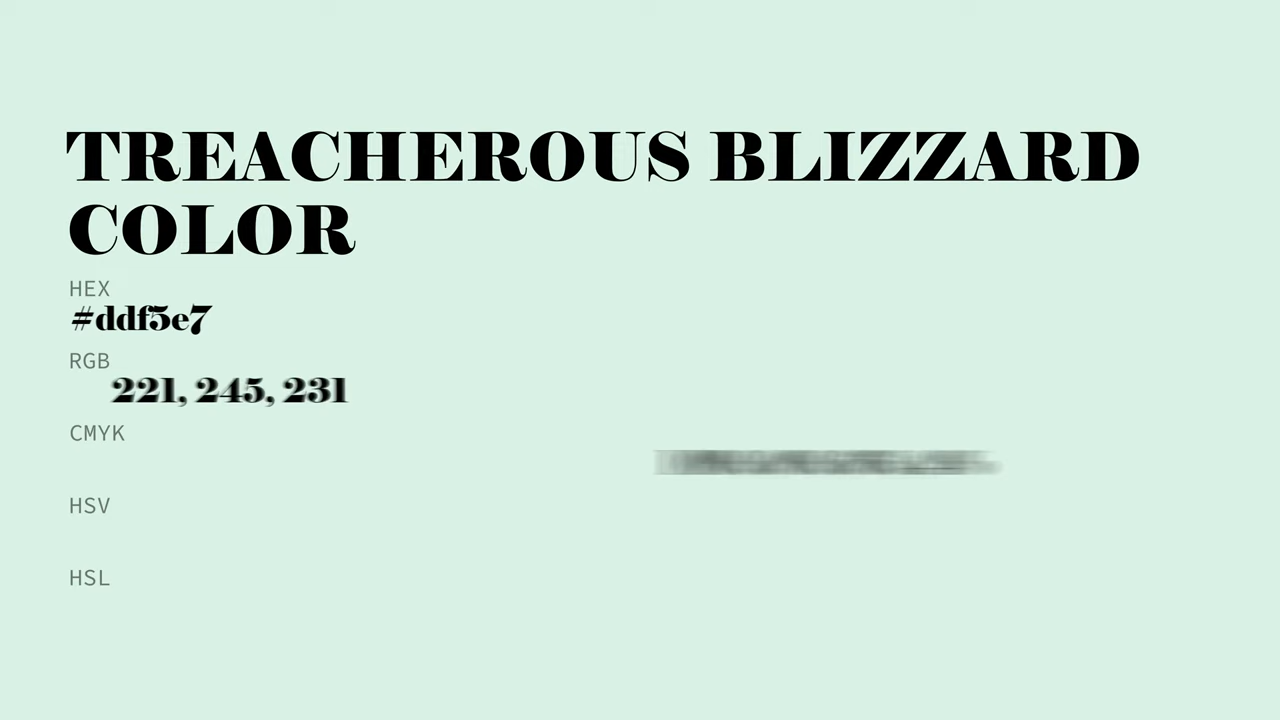 TREACHEROUS BLIZZARD
COLOR
HEX
#ddf5e7
RGB
221, 245, 231
CMYK
HSV
HSL